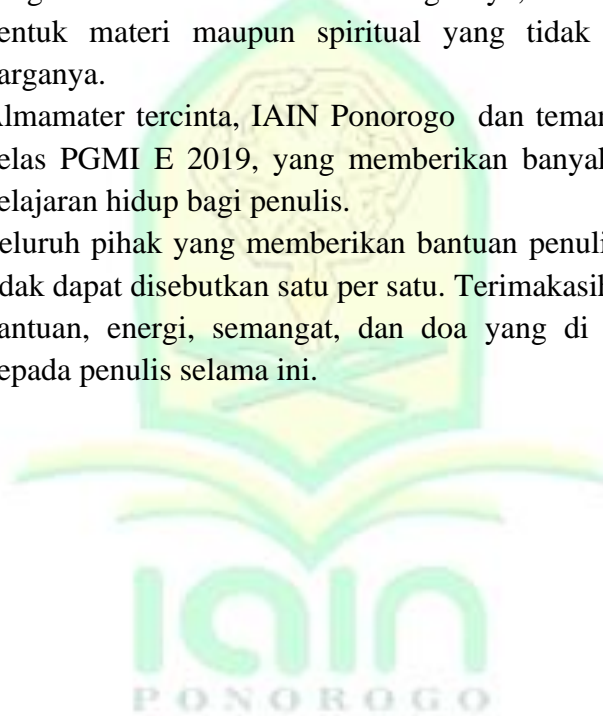 entuk materi maupun spiritual yang tidak
arganya.
lmamater tercinta, IAIN Ponorogo dan teman
elas PGMI E 2019, yang memberikan banyak
elajaran hidup bagi penulis.
eluruh pihak yang memberikan bantuan penuli
dak dapat disebutkan satu per satu. Terimakasih
antuan, energi, semangat, dan doa yang di
epada penulis selama ini.
iain
PONOROGO